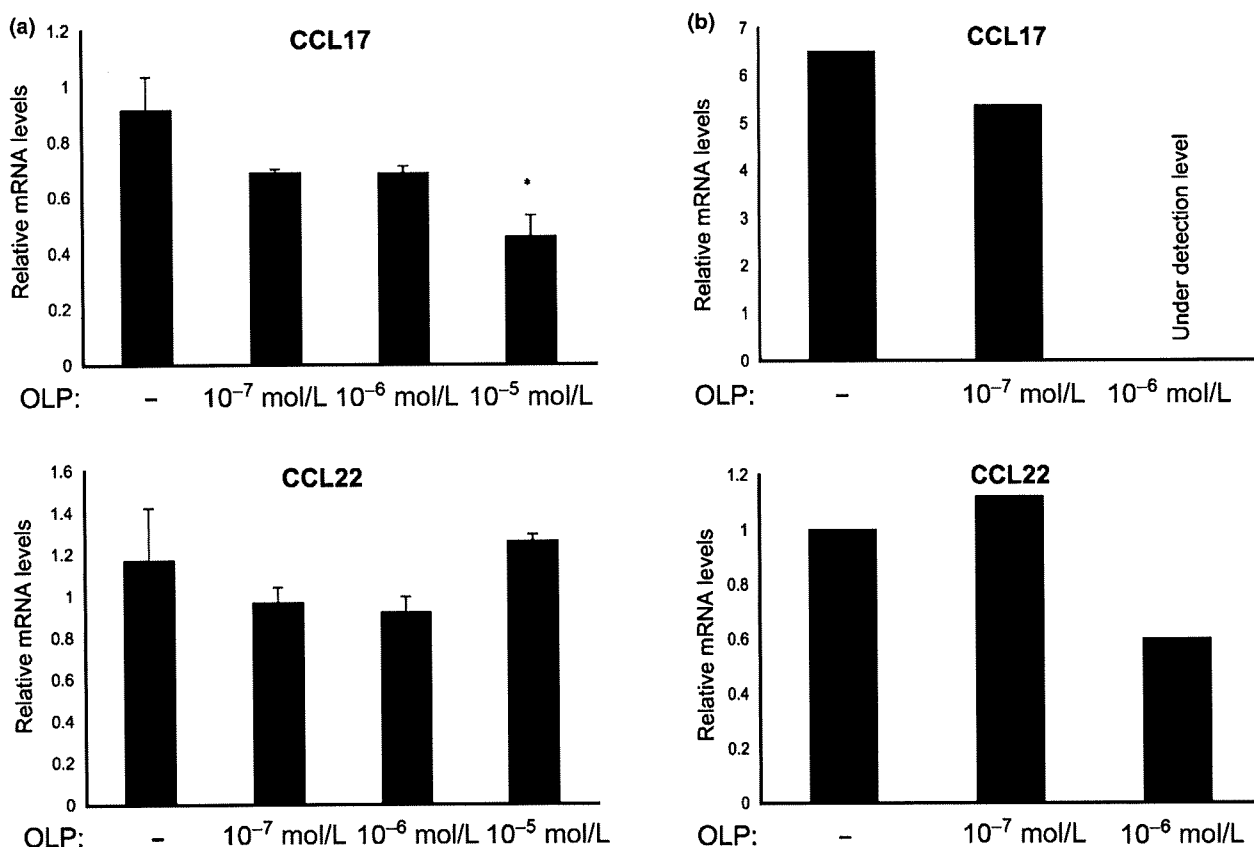 (a)
CCL17
Relative mRNA levels
1.2
1
0.8
0.6
0.4
0.2
0
*
OLP: – 10⁻⁷ mol/L 10⁻⁶ mol/L 10⁻⁵ mol/L
(b)
CCL17
Relative mRNA levels
7
6
5
4
3
2
1
0
Under detection level
OLP: – 10⁻⁷ mol/L 10⁻⁶ mol/L
CCL22
Relative mRNA levels
1.6
1.4
1.2
1
0.8
0.6
0.4
0.2
0
OLP: – 10⁻⁷ mol/L 10⁻⁶ mol/L 10⁻⁵ mol/L
CCL22
Relative mRNA levels
1.2
1
0.8
0.6
0.4
0.2
0
OLP: – 10⁻⁷ mol/L 10⁻⁶ mol/L